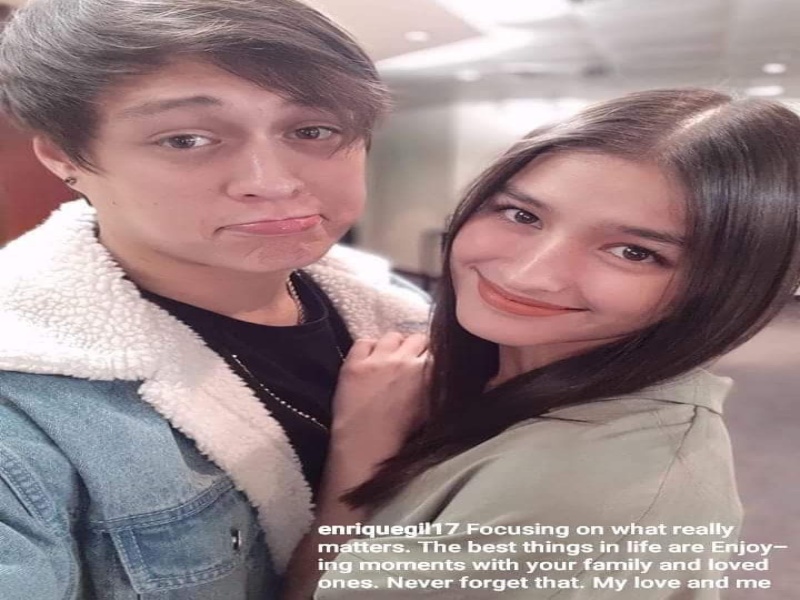 enriquegil17 Focusing on what really
matters. The best things in life are Enjoy-
ing moments with your family and loved
ones. Never forget that. My love and me